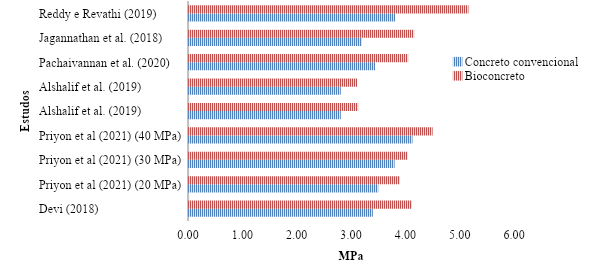 Reddy e Revathi (2019)
Jagannathan et al. (2018)
Pachaivannan et al. (2020)
Alshalif et al. (2019)
Alshalif et al. (2019)
Priyon et al (2021) (40 MPa)
Priyon et al (2021) (30 MPa)
Priyon et al (2021) (20 MPa)
Devi (2018)
Estudos
Concreto convencional
Bioconcreto
0.00 1.00 2.00 3.00 4.00 5.00 6.00
MPa